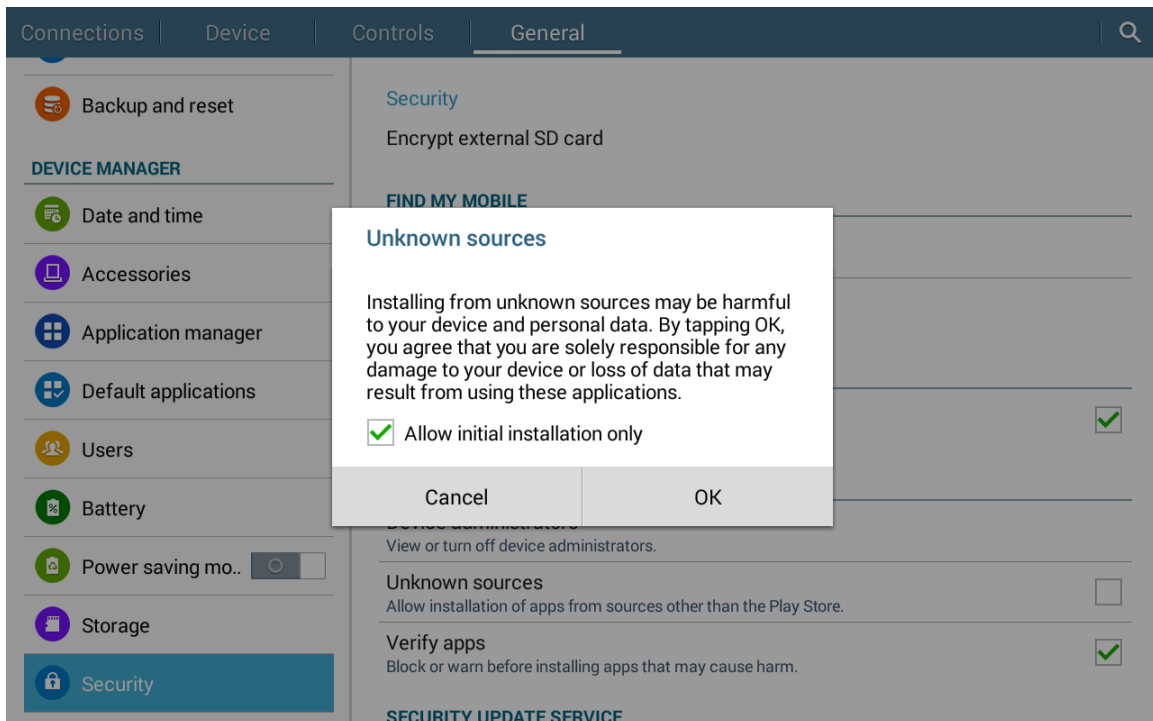 Connections
Device
Controls
General
Backup and reset
DEVICE MANAGER
Date and time
Accessories
Application manager
Default applications
Users
Battery
Power saving mo..
Storage
Security
Security
Encrypt external SD card
FIND MY MOBILE
Unknown sources
Installing from unknown sources may be harmful
to your device and personal data. By tapping OK,
you agree that you are solely responsible for any
damage to your device or loss of data that may
result from using these applications.
Allow initial installation only
Cancel
OK
Device administrators
View or turn off device administrators.
Unknown sources
Allow installation of apps from sources other than the Play Store.
Verify apps
Block or warn before installing apps that may cause harm.
SECURITY UPDATE SERVICE